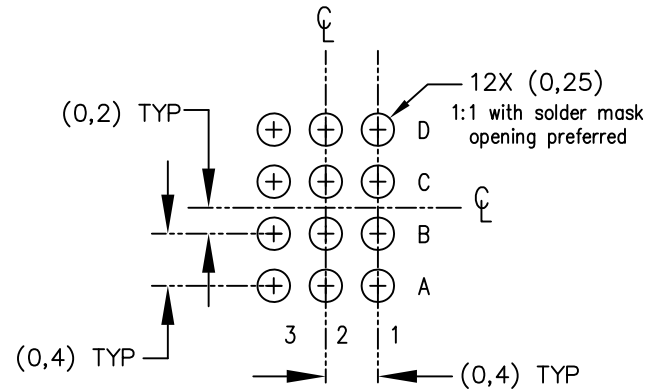 ℄
12X (0,25)
1:1 with solder mask
opening preferred
(0,2) TYP
D
C
℄
B
A
3 2 1
(0,4) TYP
(0,4) TYP